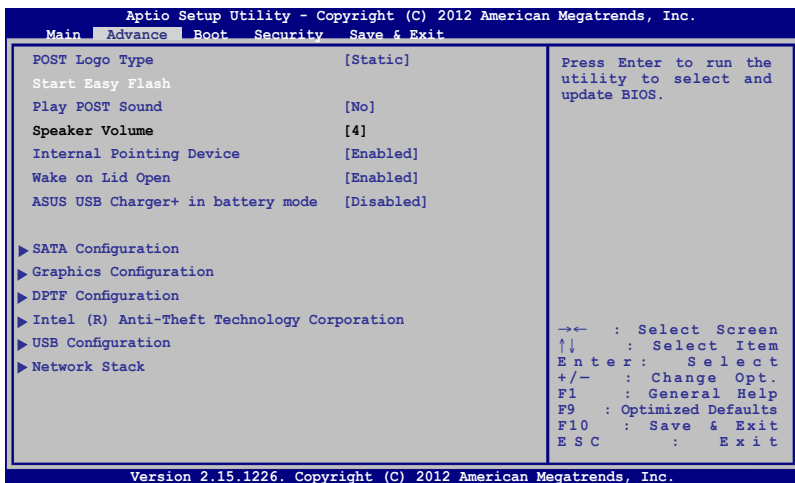 Aptio Setup Utility - Copyright (C) 2012 American Megatrends, Inc.
Main Advance Boot Security Save & Exit
POST Logo Type [Static]
Start Easy Flash
Play POST Sound [No]
Speaker Volume [4]
Internal Pointing Device [Enabled]
Wake on Lid Open [Enabled]
ASUS USB Charger+ in battery mode [Disabled]
SATA Configuration
Graphics Configuration
DPTF Configuration
Intel (R) Anti-Theft Technology Corporation
USB Configuration
Network Stack
Press Enter to run the
utility to select and
update BIOS.
→← : Select Screen
↑↓ : Select Item
Enter: Select
+/— : Change Opt.
F1 : General Help
F9 : Optimized Defaults
F10 : Save & Exit
ESC : Exit
Version 2.15.1226. Copyright (C) 2012 American Megatrends, Inc.